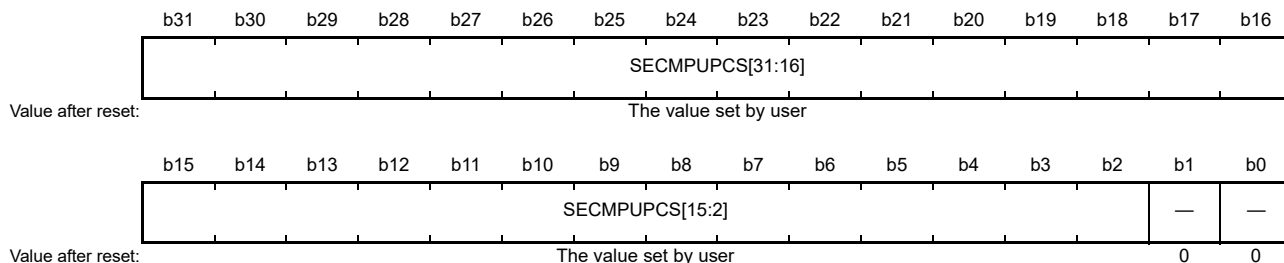 b31 b30 b29 b28 b27 b26 b25 b24 b23 b22 b21 b20 b19 b18 b17 b16
SECMPUPCS[31:16]
Value after reset: The value set by user
b15 b14 b13 b12 b11 b10 b9 b8 b7 b6 b5 b4 b3 b2 b1 b0
SECMPUPCS[15:2] — —
Value after reset: The value set by user 0 0